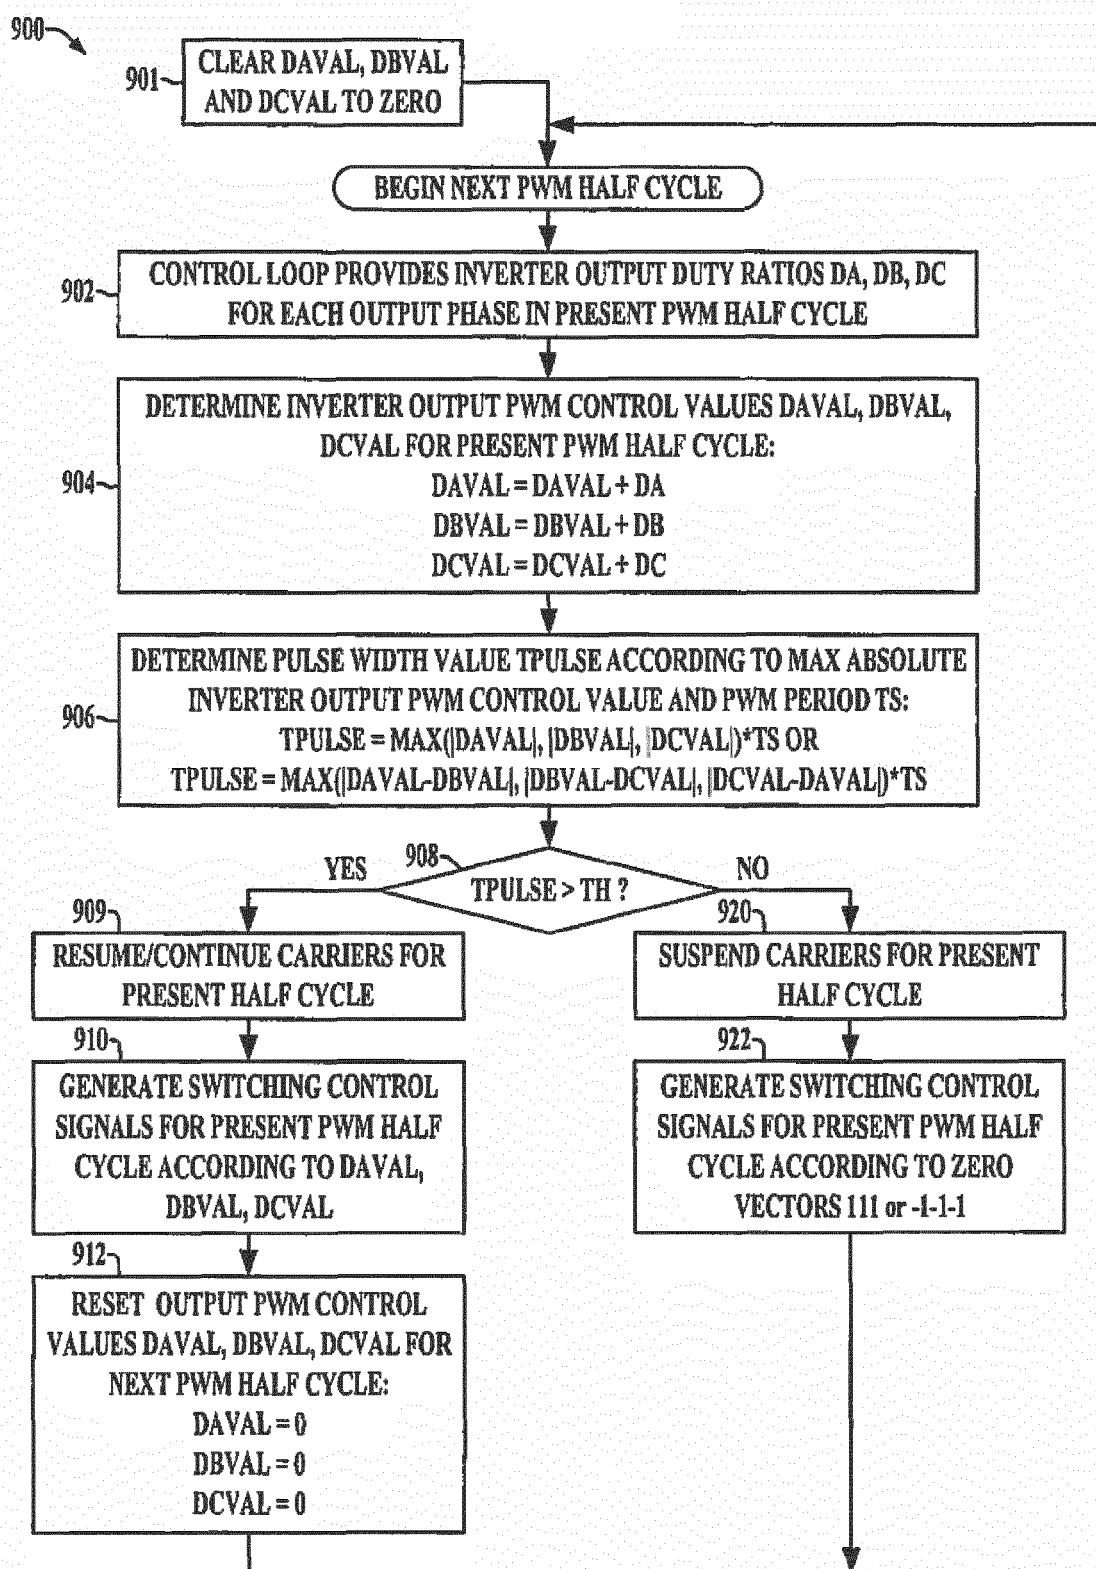 900
901
CLEAR DAVAL, DBVAL
AND DCVAL TO ZERO
BEGIN NEXT PWM HALF CYCLE
902
CONTROL LOOP PROVIDES INVERTER OUTPUT DUTY RATIOS DA, DB, DC
FOR EACH OUTPUT PHASE IN PRESENT PWM HALF CYCLE
904
DETERMINE INVERTER OUTPUT PWM CONTROL VALUES DAVAL, DBVAL,
DCVAL FOR PRESENT PWM HALF CYCLE:
DAVAL = DAVAL + DA
DBVAL = DBVAL + DB
DCVAL = DCVAL + DC
906
DETERMINE PULSE WIDTH VALUE TPULSE ACCORDING TO MAX ABSOLUTE
INVERTER OUTPUT PWM CONTROL VALUE AND PWM PERIOD TS:
TPULSE = MAX(|DAVAL|, |DBVAL|, |DCVAL|)*TS OR
TPULSE = MAX(|DAVAL-DBVAL|, |DBVAL-DCVAL|, |DCVAL-DAVAL|)*TS
908
TPULSE > TH ?
YES
NO
909
RESUME/CONTINUE CARRIERS FOR
PRESENT HALF CYCLE
910
GENERATE SWITCHING CONTROL
SIGNALS FOR PRESENT PWM HALF
CYCLE ACCORDING TO DAVAL,
DBVAL, DCVAL
912
RESET OUTPUT PWM CONTROL
VALUES DAVAL, DBVAL, DCVAL FOR
NEXT PWM HALF CYCLE:
DAVAL = 0
DBVAL = 0
DCVAL = 0
920
SUSPEND CARRIERS FOR PRESENT
HALF CYCLE
922
GENERATE SWITCHING CONTROL
SIGNALS FOR PRESENT PWM HALF
CYCLE ACCORDING TO ZERO
VECTORS 111 or -1-1-1